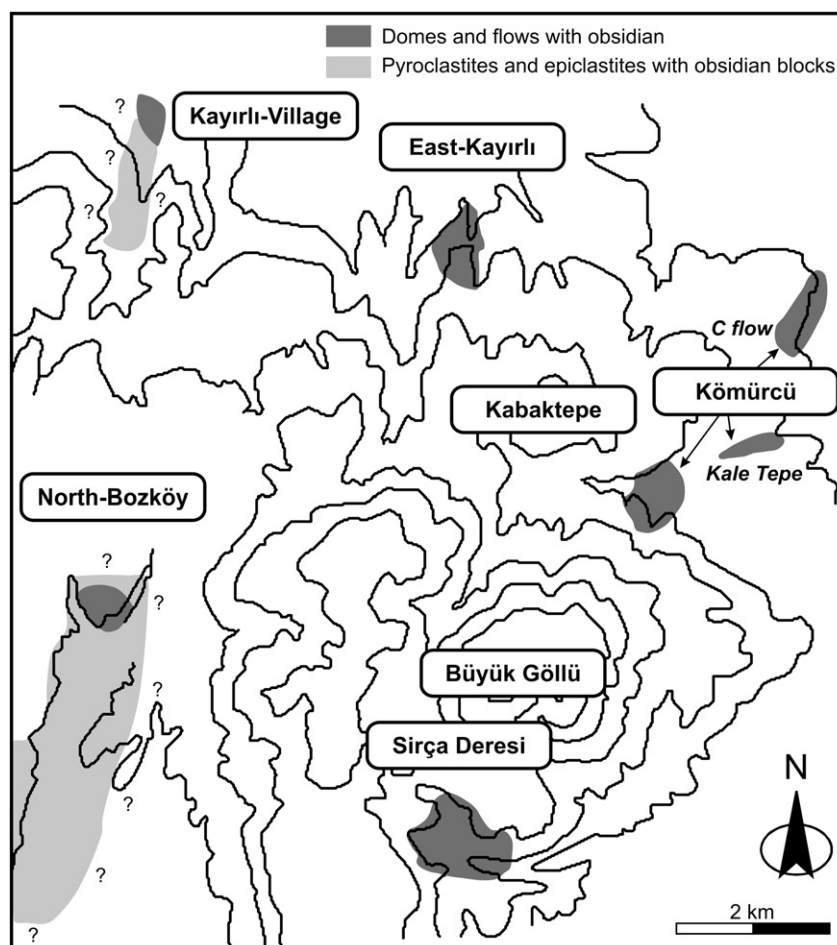 Domes and flows with obsidian
Pyroclastites and epiclastites with obsidian blocks
?
Kayırlı-Village
?
East-Kayırlı
?
?
C flow
Kömürcü
Kabaktepe
Kale Tepe
North-Bozköy
?
?
Büyük Göllü
?
Sirça Deresi
N
?
?
?
2 km